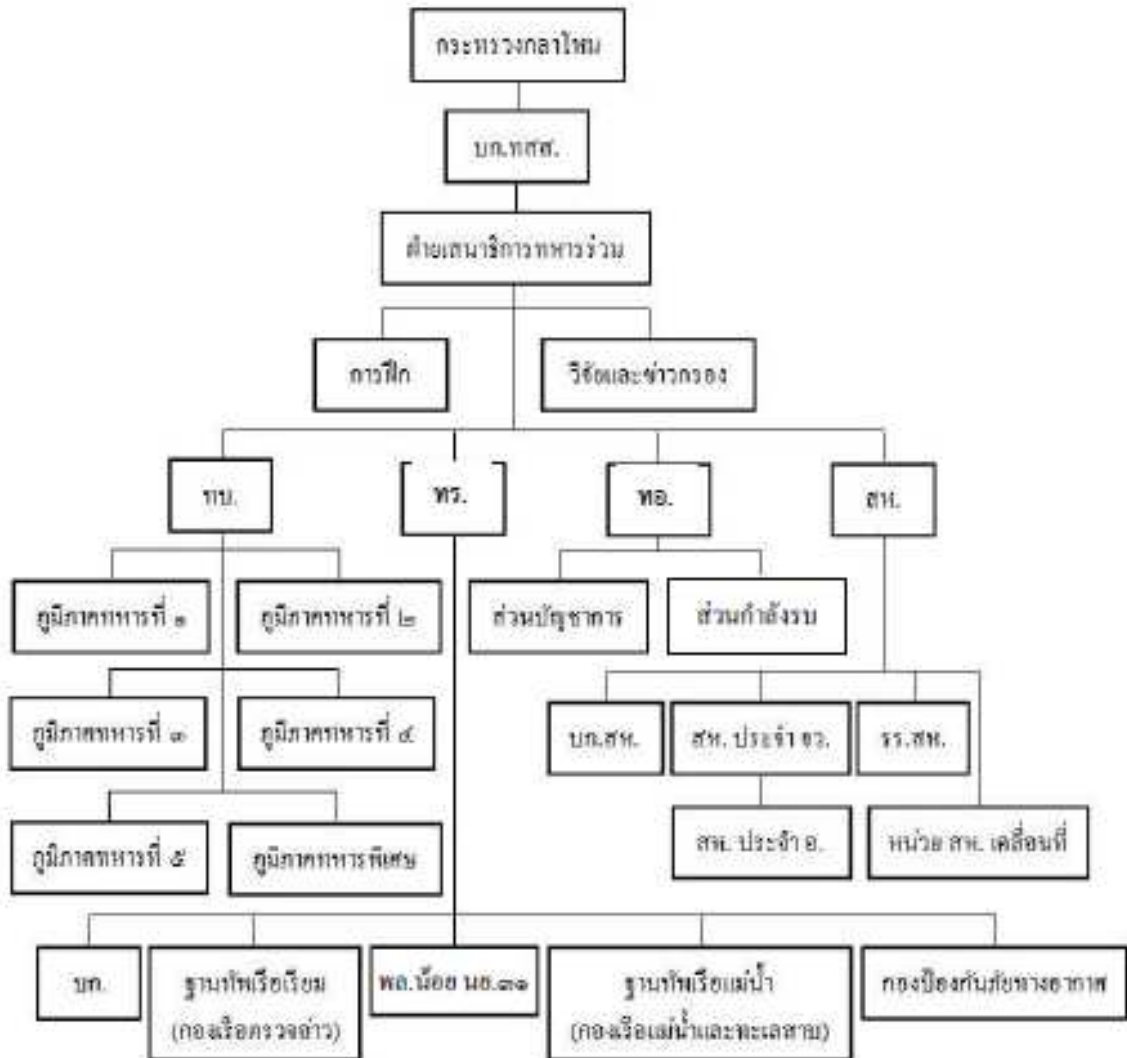 กระทรวงกลาโหม
บก.ทสส.
ฝ่ายเสนาธิการทหารร่วม
การฝึก
วิจัยและข่าวกรอง
ทบ.
ทร.
ทอ.
สห.
ภูมิภาคทหารที่ ๑
ภูมิภาคทหารที่ ๒
ส่วนบัญชาการ
ส่วนกำลังรบ
ภูมิภาคทหารที่ ๓
ภูมิภาคทหารที่ ๔
บก.สห.
สห. ประจำ จว.
รร.สห.
ภูมิภาคทหารที่ ๕
ภูมิภาคทหารพิเศษ
สห. ประจำ อ.
หน่วย สห. เคลื่อนที่
บก.
ฐานทัพเรือเรียม
(กองเรือตรวจอ่าว)
พล.น้อย นย.๓๑
ฐานทัพเรือแม่น้ำ
(กองเรือแม่น้ำและทะเลสาบ)
กองป้องกันภัยทางอากาศ